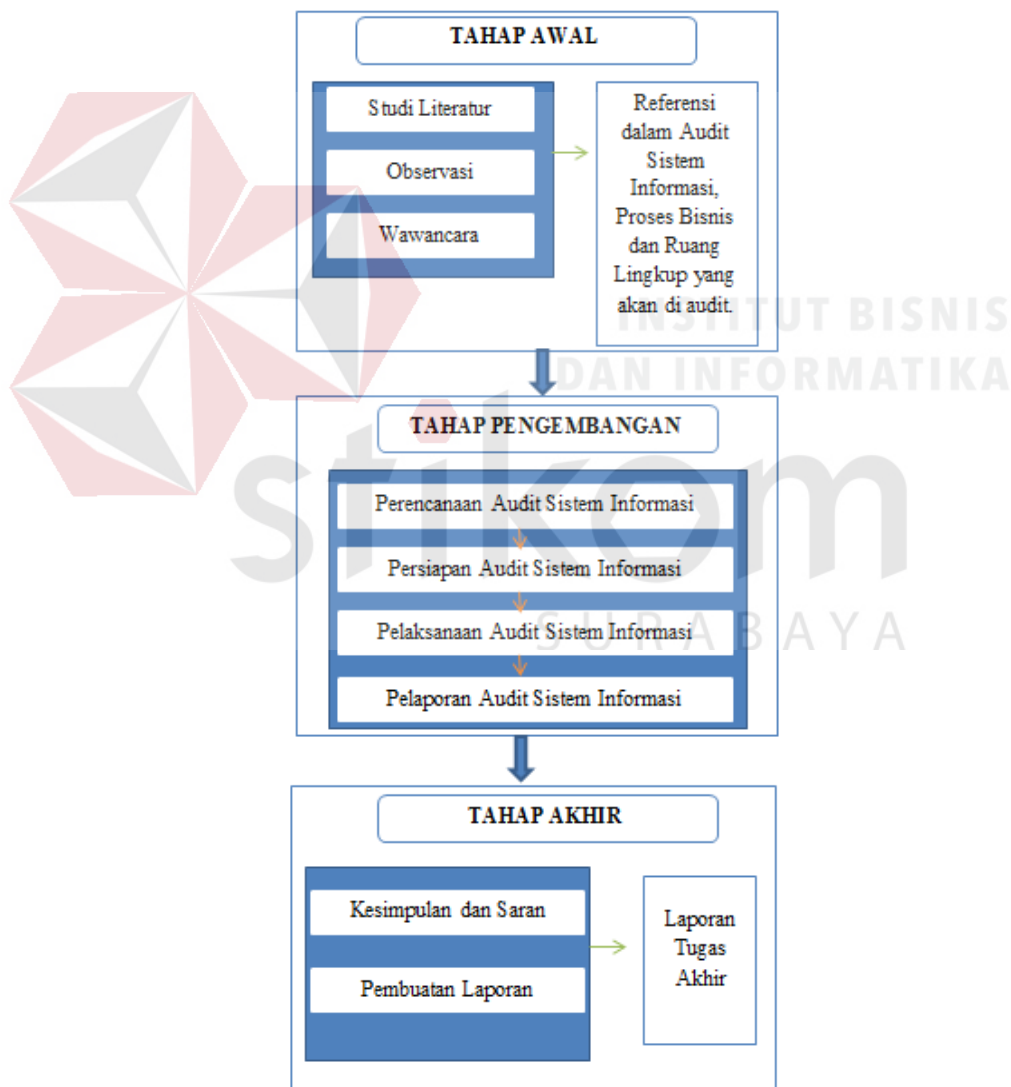 TAHAP AWAL
Studi Literatur
Observasi
Wawancara
Referensi
dalam Audit
Sistem
Informasi,
Proses Bisnis
dan Ruang
Lingkup yang
akan di audit.
INSTITUT BISNIS
DAN INFORMATIKA
stikom
SURABAYA
TAHAP PENGEMBANGAN
Perencanaan Audit Sistem Informasi
Persiapan Audit Sistem Informasi
Pelaksanaan Audit Sistem Informasi
Pelaporan Audit Sistem Informasi
TAHAP AKHIR
Kesimpulan dan Saran
Pembuatan Laporan
Laporan
Tugas
Akhir